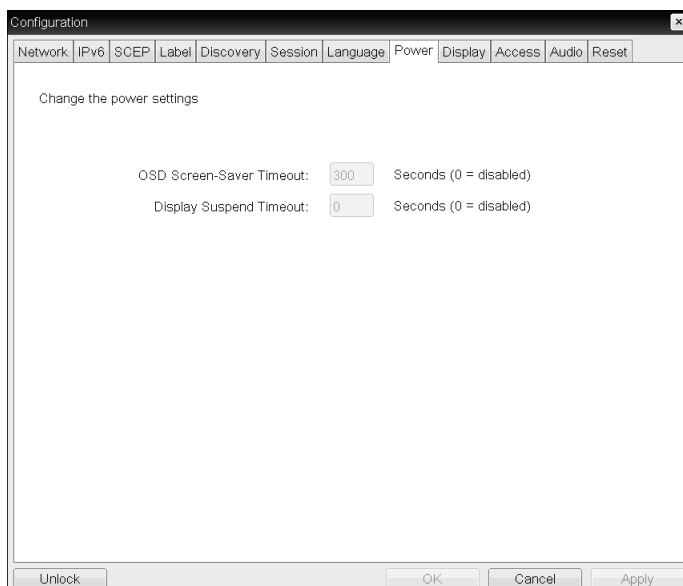 Configuration
Network IPv6 SCEP Label Discovery Session Language Power Display Access Audio Reset
Change the power settings
OSD Screen-Saver Timeout: 300 Seconds (0 = disabled)
Display Suspend Timeout: 0 Seconds (0 = disabled)
Unlock OK Cancel Apply